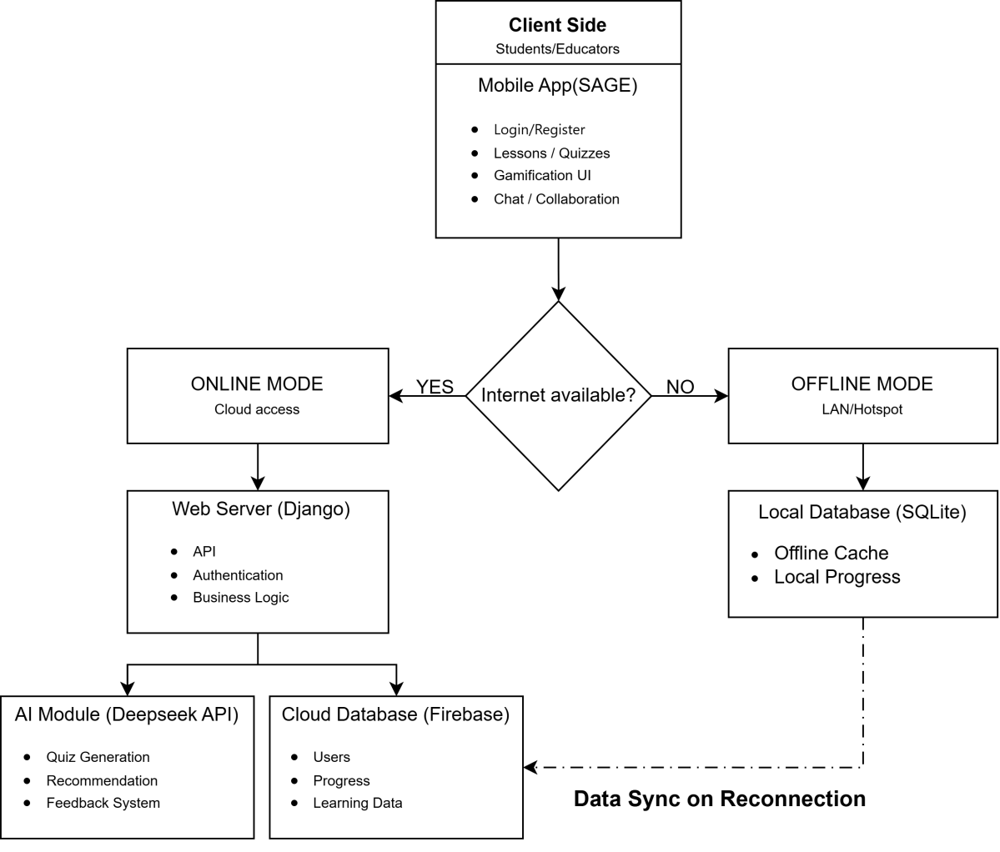 Client Side
Students/Educators
Mobile App(SAGE)
● Login/Register
● Lessons / Quizzes
● Gamification UI
● Chat / Collaboration
Internet available?
YES
NO
ONLINE MODE
Cloud access
OFFLINE MODE
LAN/Hotspot
Web Server (Django)
● API
● Authentication
● Business Logic
Local Database (SQLite)
● Offline Cache
● Local Progress
AI Module (Deepseek API)
● Quiz Generation
● Recommendation
● Feedback System
Cloud Database (Firebase)
● Users
● Progress
● Learning Data
Data Sync on Reconnection